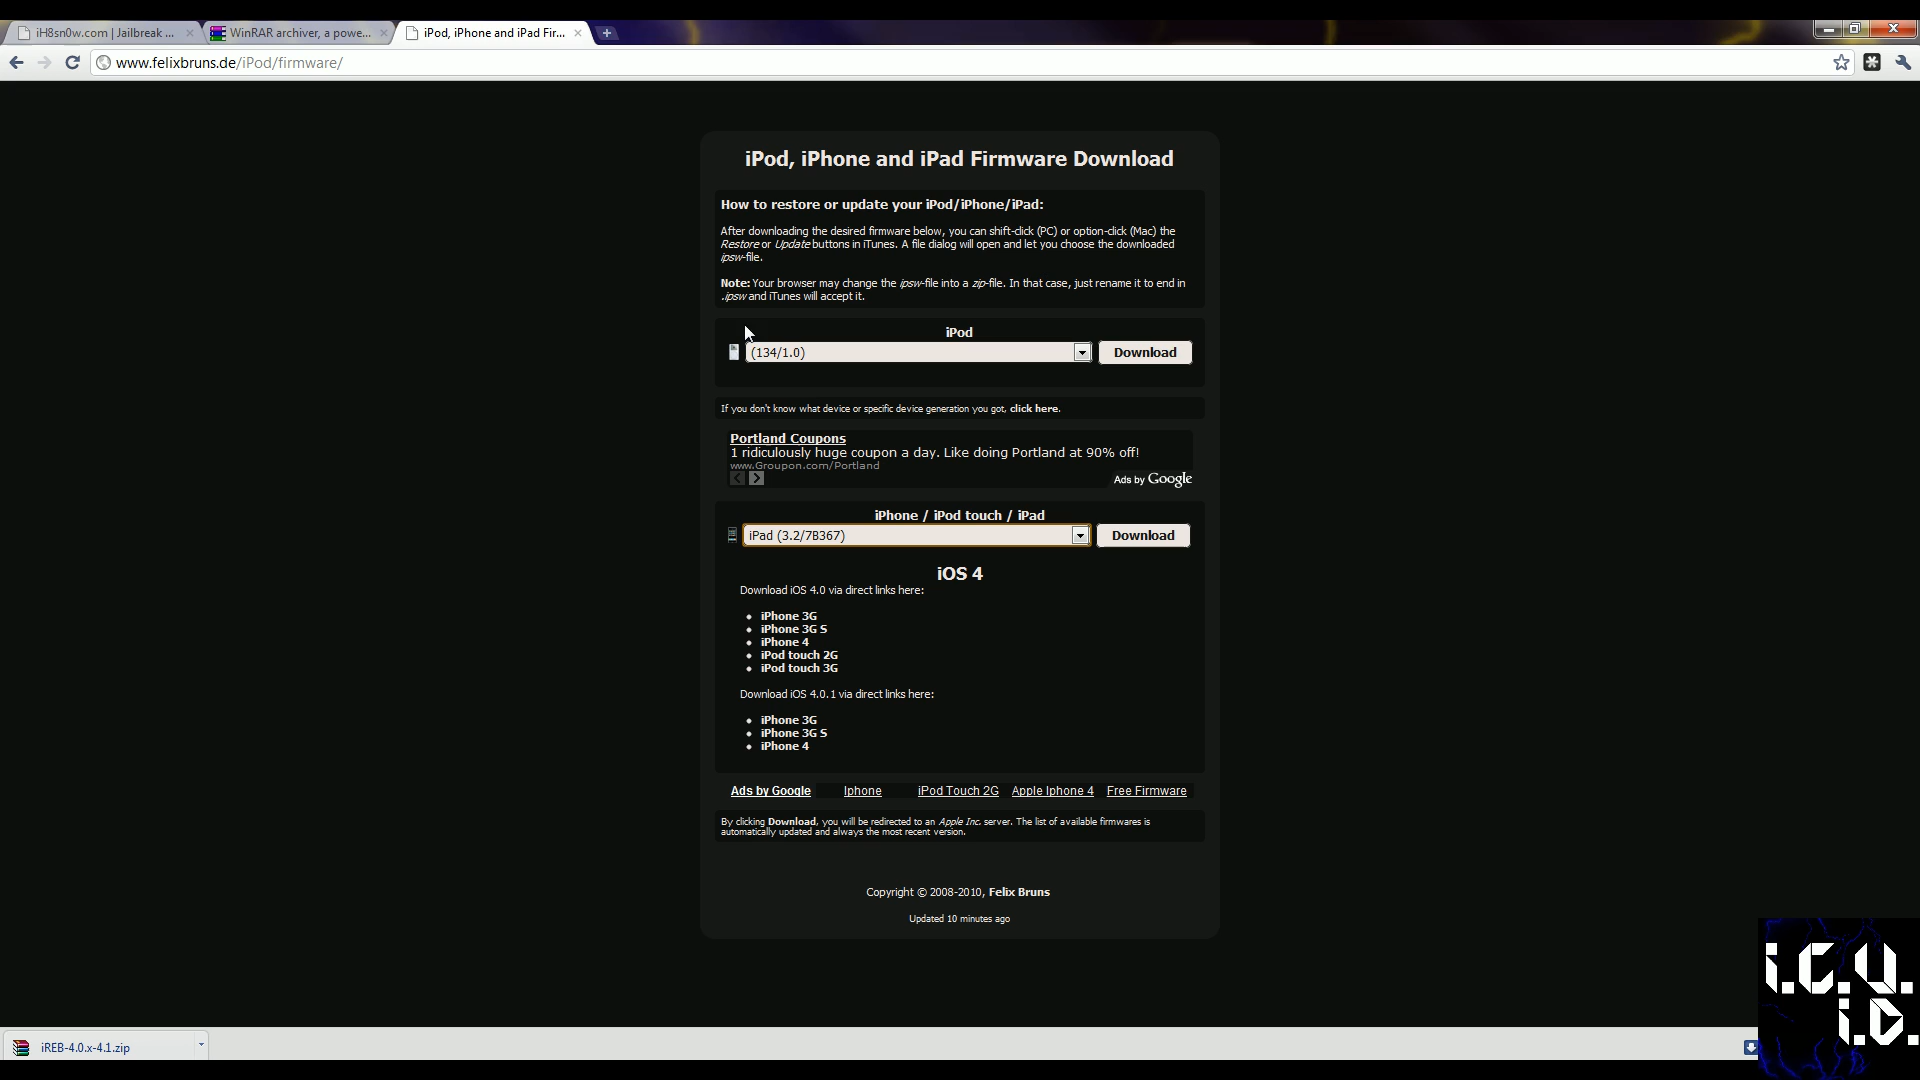 iH8sn0w.com | Jailbreak ...
WinRAR archiver, a powe...
iPod, iPhone and iPad Fir...
www.felixbruns.de/iPod/firmware/
iPod, iPhone and iPad Firmware Download
How to restore or update your iPod/iPhone/iPad:
After downloading the desired firmware below, you can shift-click (PC) or option-click (Mac) the
Restore or Update buttons in iTunes. A file dialog will open and let you choose the downloaded
ipsw-file.
Note: Your browser may change the ipsw-file into a zip-file. In that case, just rename it to end in
.ipsw and iTunes will accept it.
iPod
(134/1.0)
Download
If you don't know what device or specific device generation you got, click here.
Portland Coupons
1 ridiculously huge coupon a day. Like doing Portland at 90% off!
www.Groupon.com/Portland
Ads by Google
iPhone / iPod touch / iPad
iPad (3.2/7B367)
Download
iOS 4
Download iOS 4.0 via direct links here:
iPhone 3G
iPhone 3G S
iPhone 4
iPod touch 2G
iPod touch 3G
Download iOS 4.0.1 via direct links here:
iPhone 3G
iPhone 3G S
iPhone 4
Ads by Google Iphone iPod Touch 2G Apple Iphone 4 Free Firmware
By clicking Download, you will be redirected to an Apple Inc. server. The list of available firmwares is
automatically updated and always the most recent version.
Copyright © 2008-2010, Felix Bruns
Updated 10 minutes ago
iREB-4.0.x-4.1.zip
i.C.Y.
i.D.